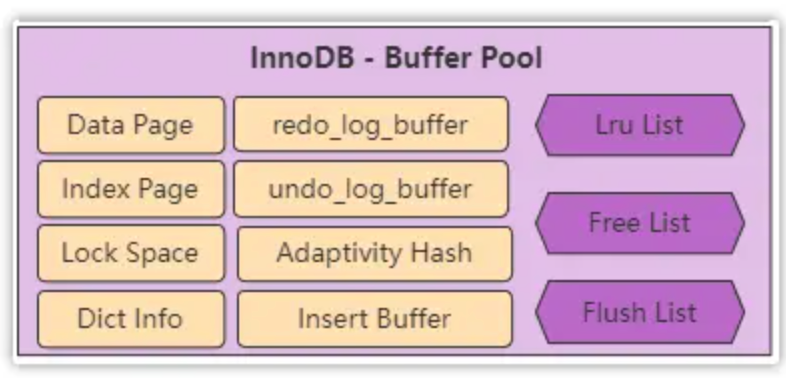 InnoDB - Buffer Pool
Data Page
redo_log_buffer
Lru List
Index Page
undo_log_buffer
Free List
Lock Space
Adaptivity Hash
Dict Info
Insert Buffer
Flush List